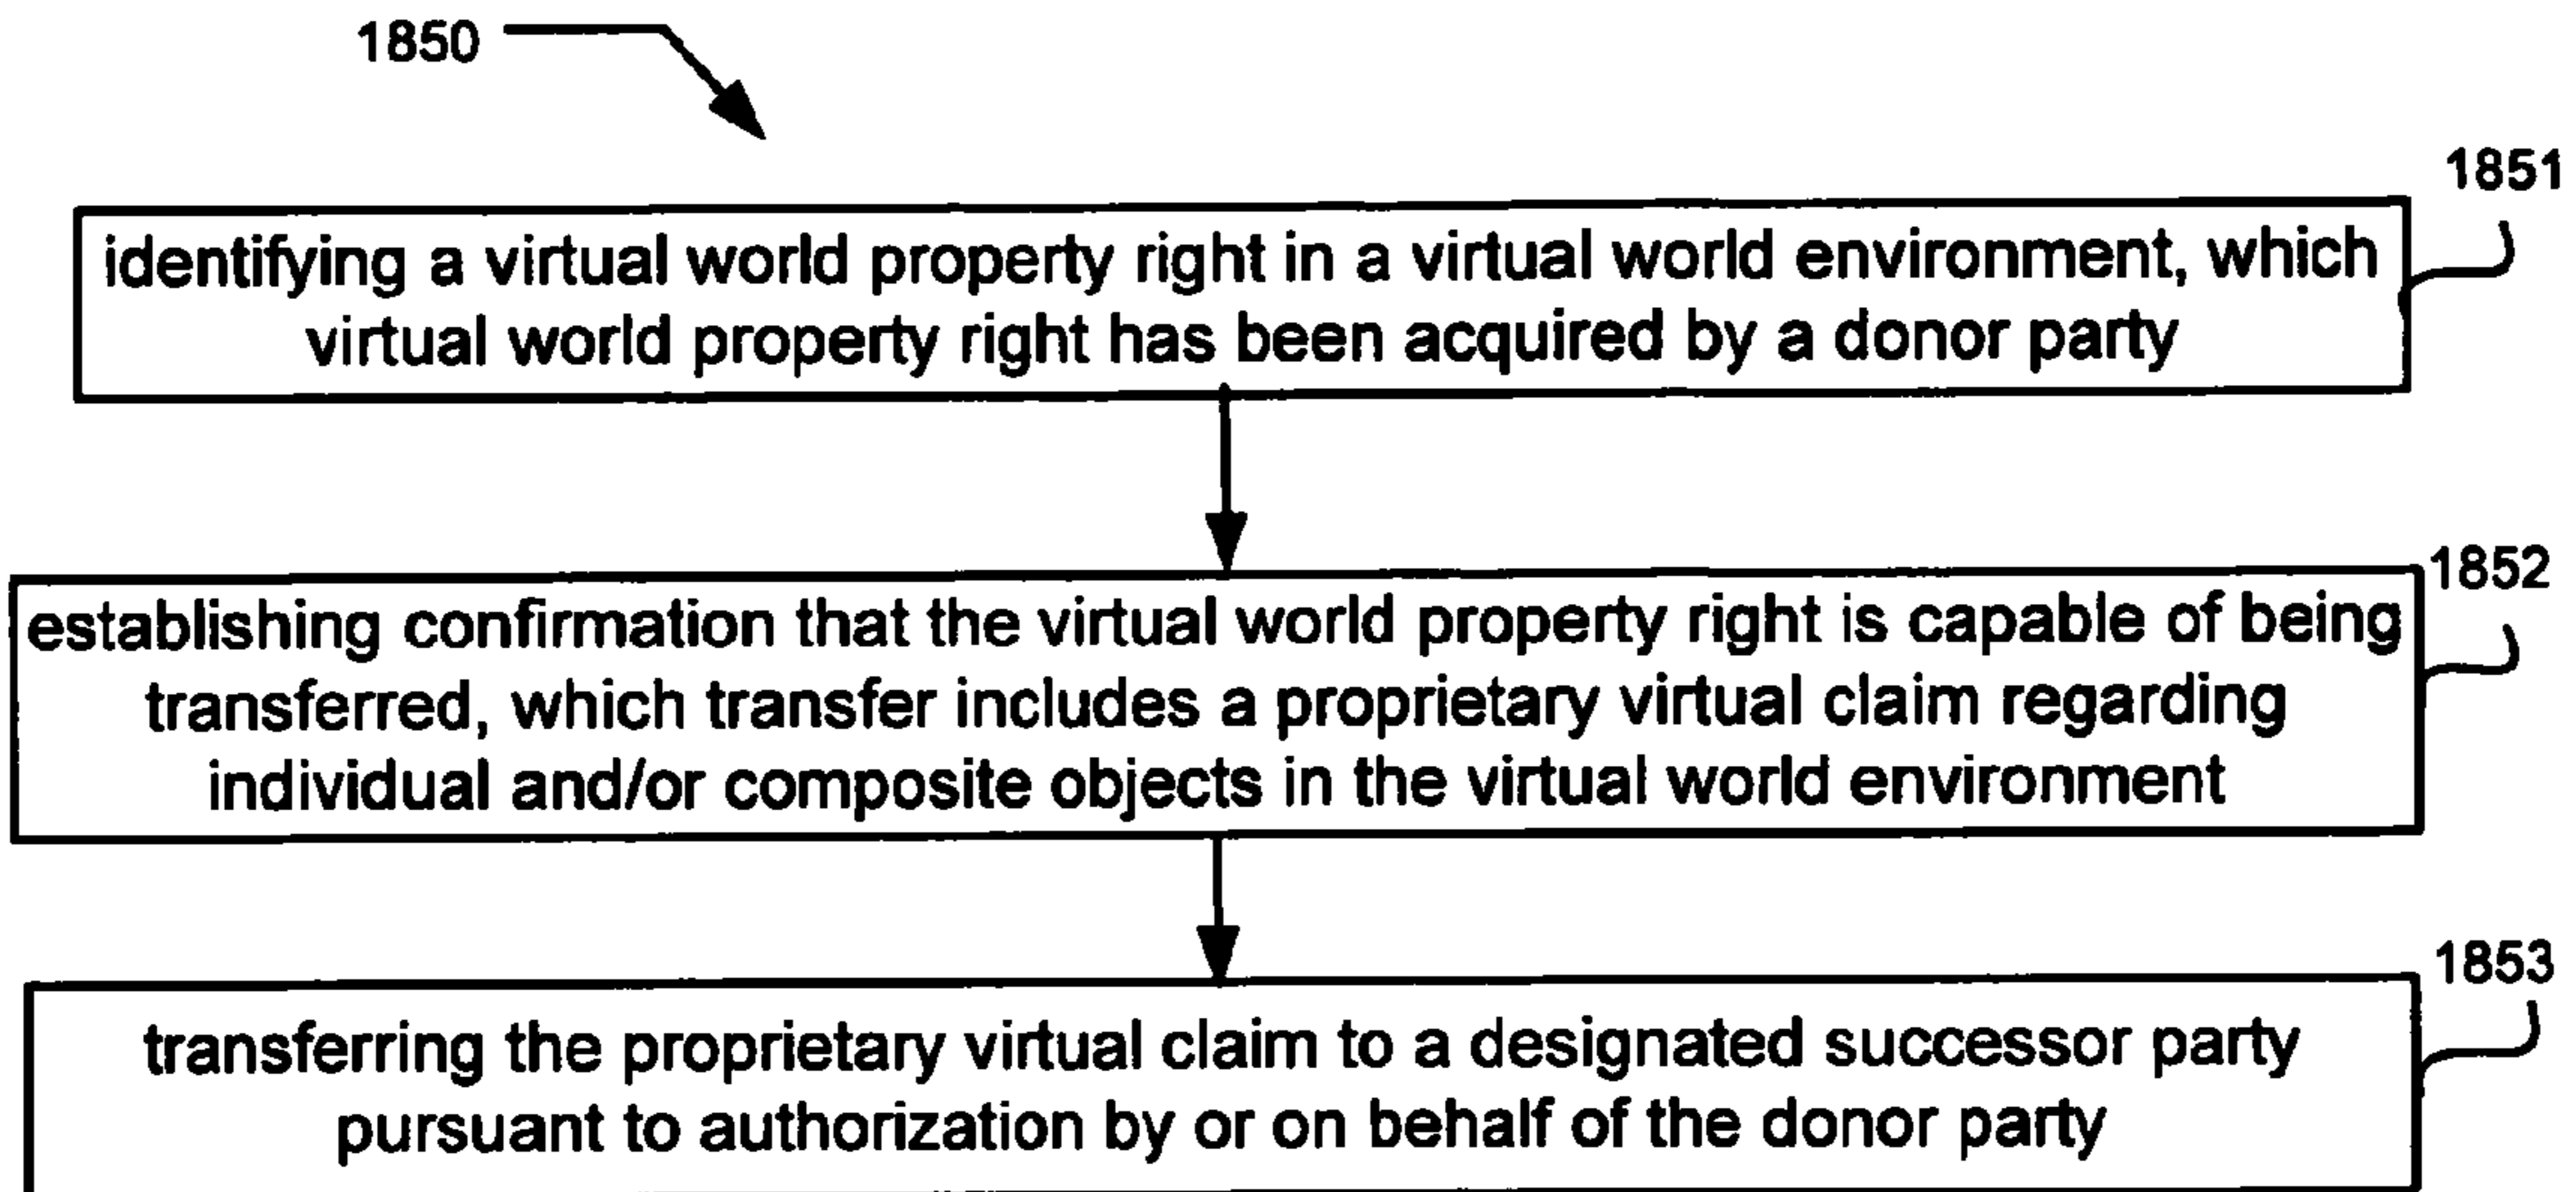 1850
1851
identifying a virtual world property right in a virtual world environment, which
virtual world property right has been acquired by a donor party
1852
establishing confirmation that the virtual world property right is capable of being
transferred, which transfer includes a proprietary virtual claim regarding
individual and/or composite objects in the virtual world environment
1853
transferring the proprietary virtual claim to a designated successor party
pursuant to authorization by or on behalf of the donor party